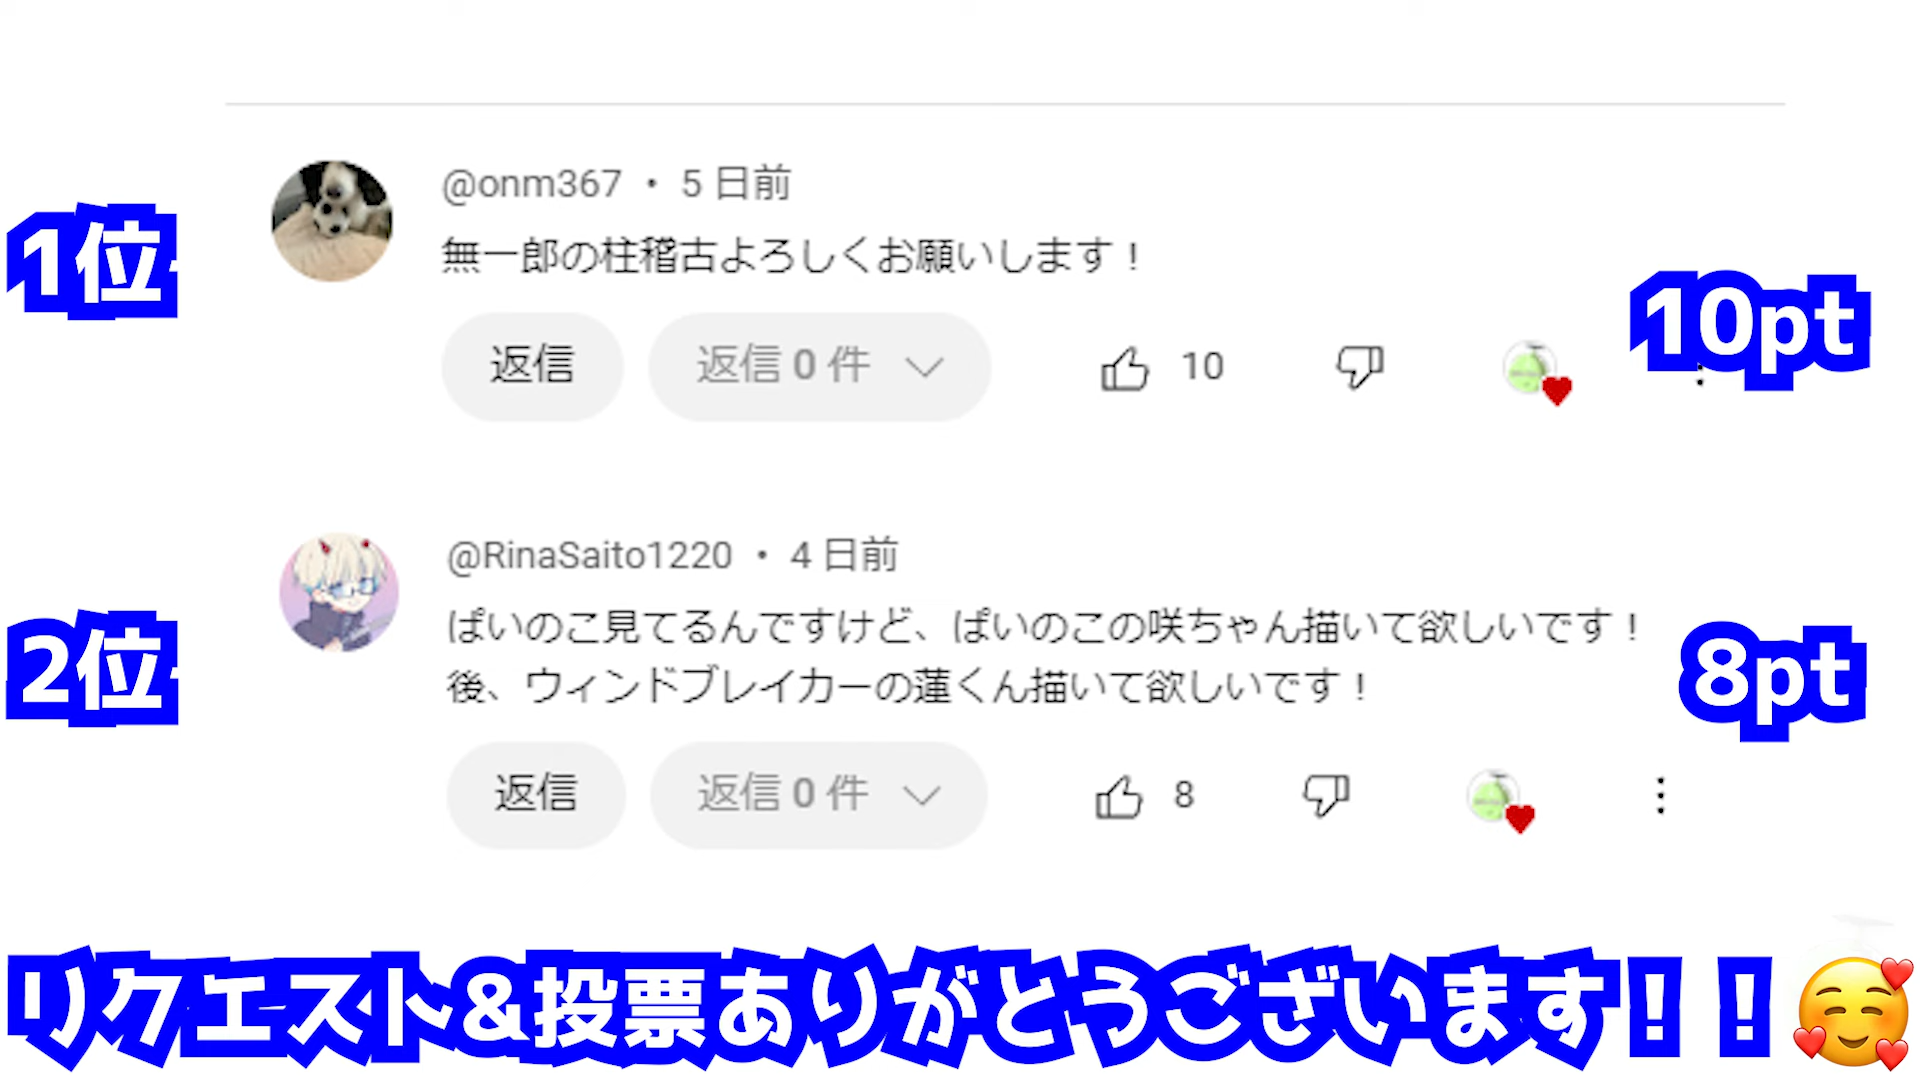 @onm367 ・ 5 日前
無一郎の柱稽古よろしくお願いします！
1位
10pt
返信
返信 0 件
10
@RinaSaito1220 ・ 4 日前
ぱいのこ見てるんですけど、ぱいのこの咲ちゃん描いて欲しいです！
後、ウィンドブレイカーの蓮くん描いて欲しいです！
2位
8pt
返信
返信 0 件
8
リクエスト&投票ありがとうございます！！